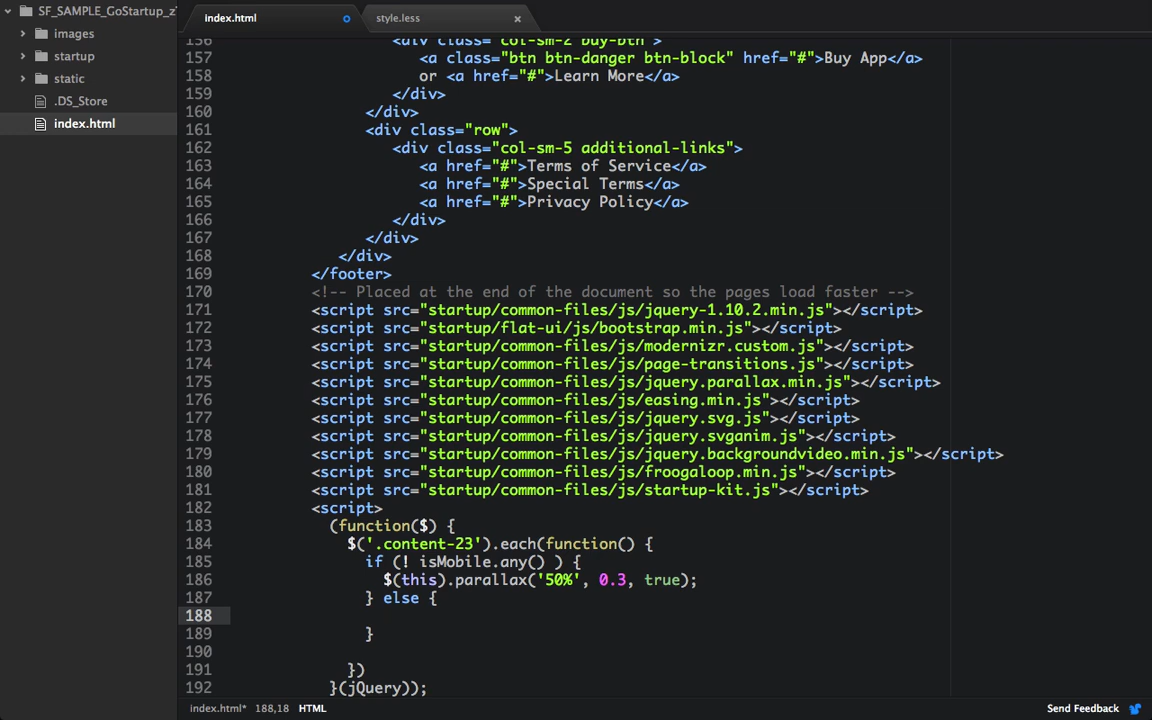 SF_SAMPLE_GoStartup_z
images
startup
static
.DS_Store
index.html
index.html
style.less
156 <div class="col-sm-2 buy-btn">
157 <a class="btn btn-danger btn-block" href="#">Buy App</a>
158 or <a href="#">Learn More</a>
159 </div>
160 </div>
161 <div class="row">
162 <div class="col-sm-5 additional-links">
163 <a href="#">Terms of Service</a>
164 <a href="#">Special Terms</a>
165 <a href="#">Privacy Policy</a>
166 </div>
167 </div>
168 </div>
169 </footer>
170 <!-- Placed at the end of the document so the pages load faster -->
171 <script src="startup/common-files/js/jquery-1.10.2.min.js"></script>
172 <script src="startup/flat-ui/js/bootstrap.min.js"></script>
173 <script src="startup/common-files/js/modernizr.custom.js"></script>
174 <script src="startup/common-files/js/page-transitions.js"></script>
175 <script src="startup/common-files/js/jquery.parallax.min.js"></script>
176 <script src="startup/common-files/js/easing.min.js"></script>
177 <script src="startup/common-files/js/jquery.svg.js"></script>
178 <script src="startup/common-files/js/jquery.svganim.js"></script>
179 <script src="startup/common-files/js/jquery.backgroundvideo.min.js"></script>
180 <script src="startup/common-files/js/froogaloop.min.js"></script>
181 <script src="startup/common-files/js/startup-kit.js"></script>
182 <script>
183 (function($) {
184 $('.content-23').each(function() {
185 if (! isMobile.any() ) {
186 $(this).parallax('50%', 0.3, true);
187 } else {
188
189 }
190
191 })
192 }(jQuery));
index.html* 188,18 HTML
Send Feedback